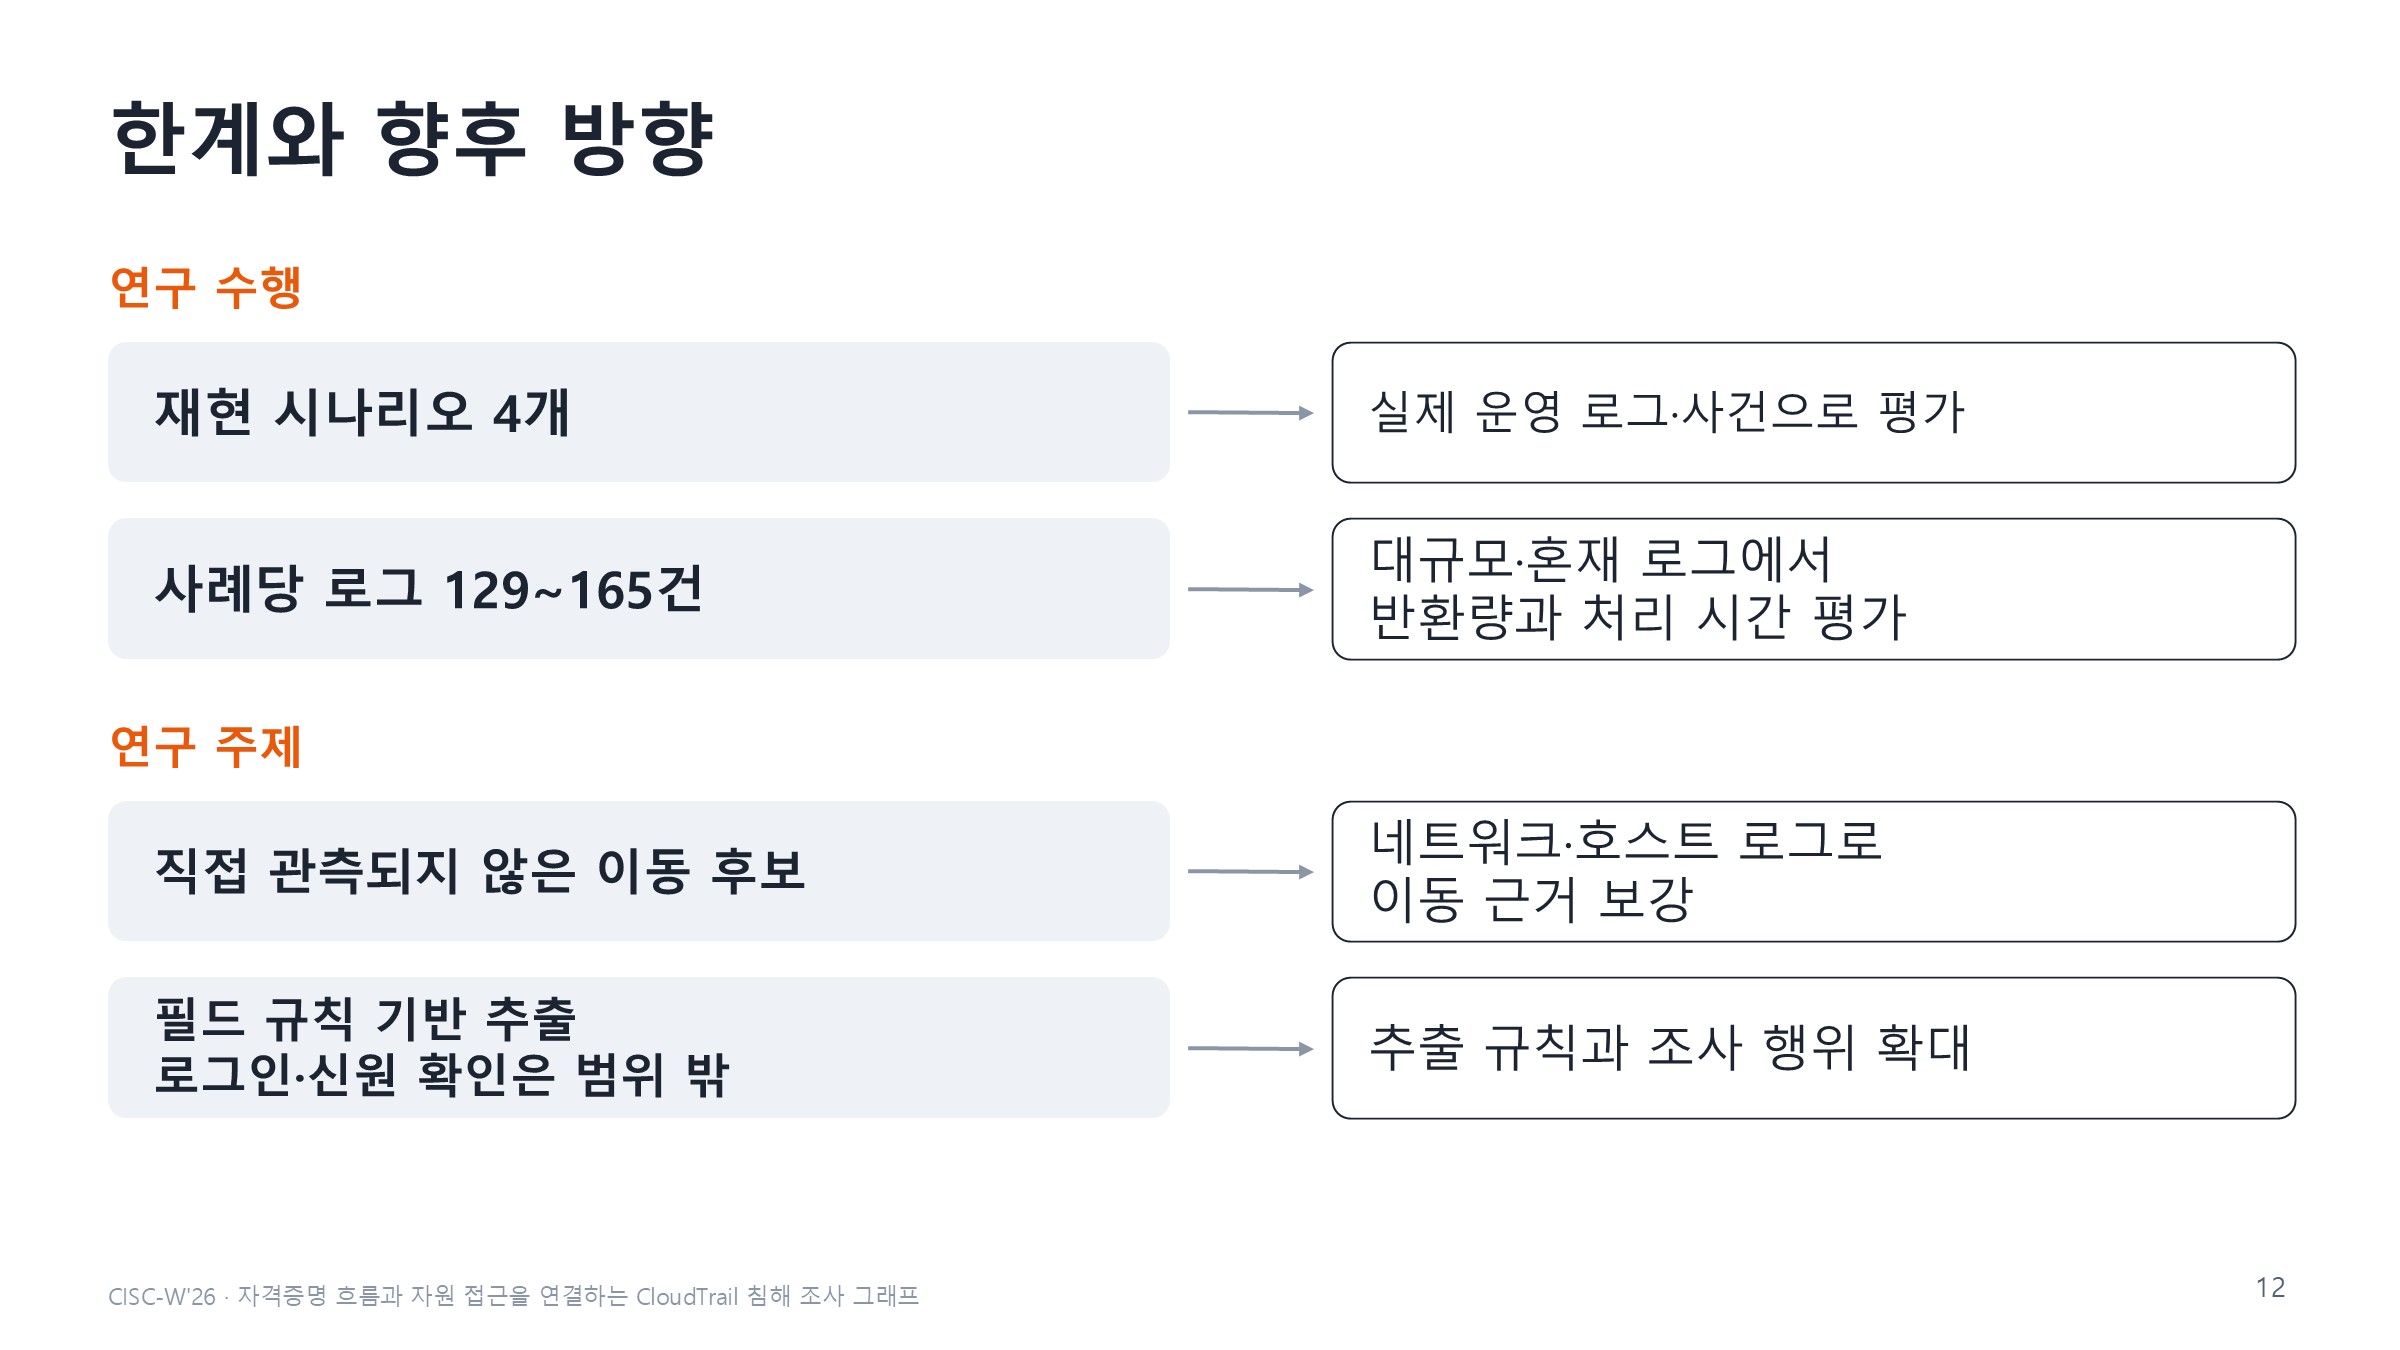 한계와 향후 방향
연구 수행
재현 시나리오 4개
실제 운영 로그·사건으로 평가
사례당 로그 129~165건
대규모·혼재 로그에서
반환량과 처리 시간 평가
연구 주제
직접 관측되지 않은 이동 후보
네트워크·호스트 로그로
이동 근거 보강
필드 규칙 기반 추출
로그인·신원 확인은 범위 밖
추출 규칙과 조사 행위 확대
CISC-W'26 · 자격증명 흐름과 자원 접근을 연결하는 CloudTrail 침해 조사 그래프
12